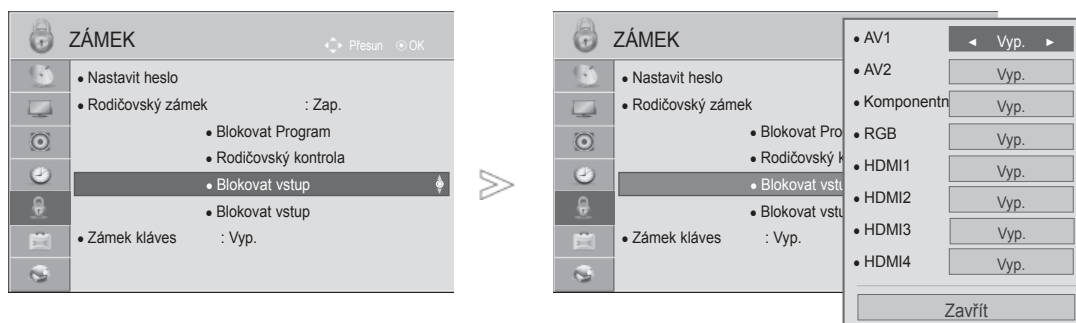 ZÁMEK
Přesun OK
• Nastavit heslo
• Rodičovský zámek : Zap.
• Blokovat Program
• Rodičovský kontrola
• Blokovat vstup
• Blokovat vstup
• Zámek kláves : Vyp.
ZÁMEK
• Nastavit heslo
• Rodičovský zámek
• Blokovat Pro
• Rodičovský k
• Blokovat vstu
• Blokovat vstu
• Zámek kláves : Vyp.
• AV1 ◄ Vyp. ►
• AV2 Vyp.
• Komponentn Vyp.
• RGB Vyp.
• HDMI1 Vyp.
• HDMI2 Vyp.
• HDMI3 Vyp.
• HDMI4 Vyp.
Zavřít